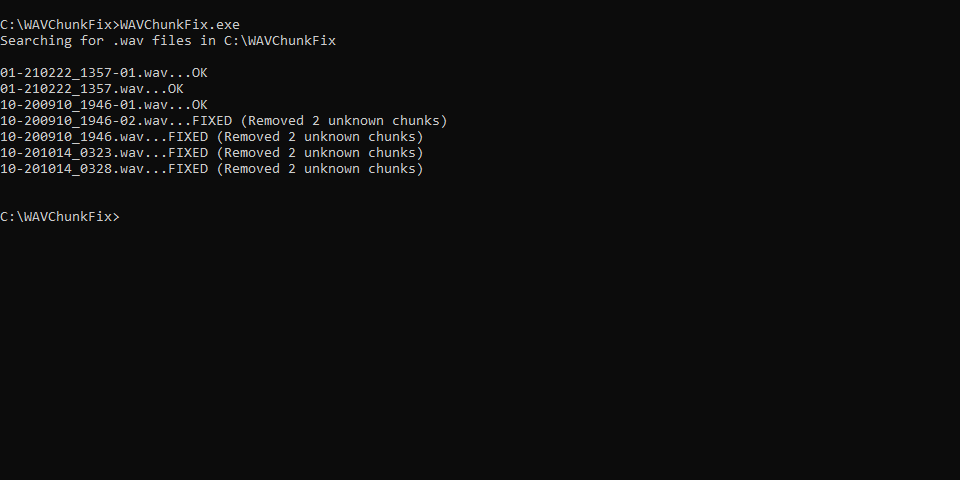 C:\WAVChunkFix>WAVChunkFix.exe
Searching for .wav files in C:\WAVChunkFix
01-210222_1357-01.wav...OK
01-210222_1357.wav...OK
10-200910_1946-01.wav...OK
10-200910_1946-02.wav...FIXED (Removed 2 unknown chunks)
10-200910_1946.wav...FIXED (Removed 2 unknown chunks)
10-201014_0323.wav...FIXED (Removed 2 unknown chunks)
10-201014_0328.wav...FIXED (Removed 2 unknown chunks)
C:\WAVChunkFix>